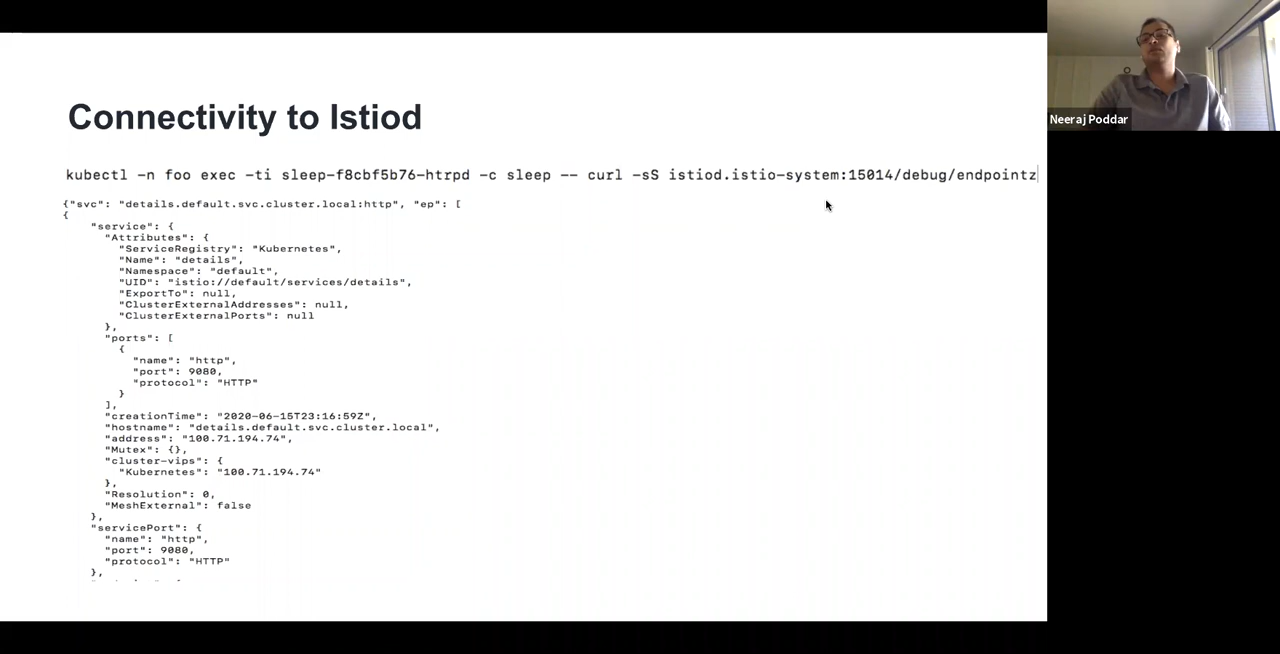 Connectivity to Istiod
kubectl -n foo exec -ti sleep-f8cbf5b76-htrpd -c sleep -- curl -sS istiod.istio-system:15014/debug/endpointz
{"svc": "details.default.svc.cluster.local:http", "ep": [
{
"service": {
"Attributes": {
"ServiceRegistry": "Kubernetes",
"Name": "details",
"Namespace": "default",
"UID": "istio://default/services/details",
"ExportTo": null,
"ClusterExternalAddresses": null,
"ClusterExternalPorts": null
},
"ports": [
{
"name": "http",
"port": 9080,
"protocol": "HTTP"
}
],
"creationTime": "2020-06-15T23:16:59Z",
"hostname": "details.default.svc.cluster.local",
"address": "100.71.194.74",
"Mutex": {},
"cluster-vips": {
"Kubernetes": "100.71.194.74"
},
"Resolution": 0,
"MeshExternal": false
},
"servicePort": {
"name": "http",
"port": 9080,
"protocol": "HTTP"
},
Neeraj Poddar